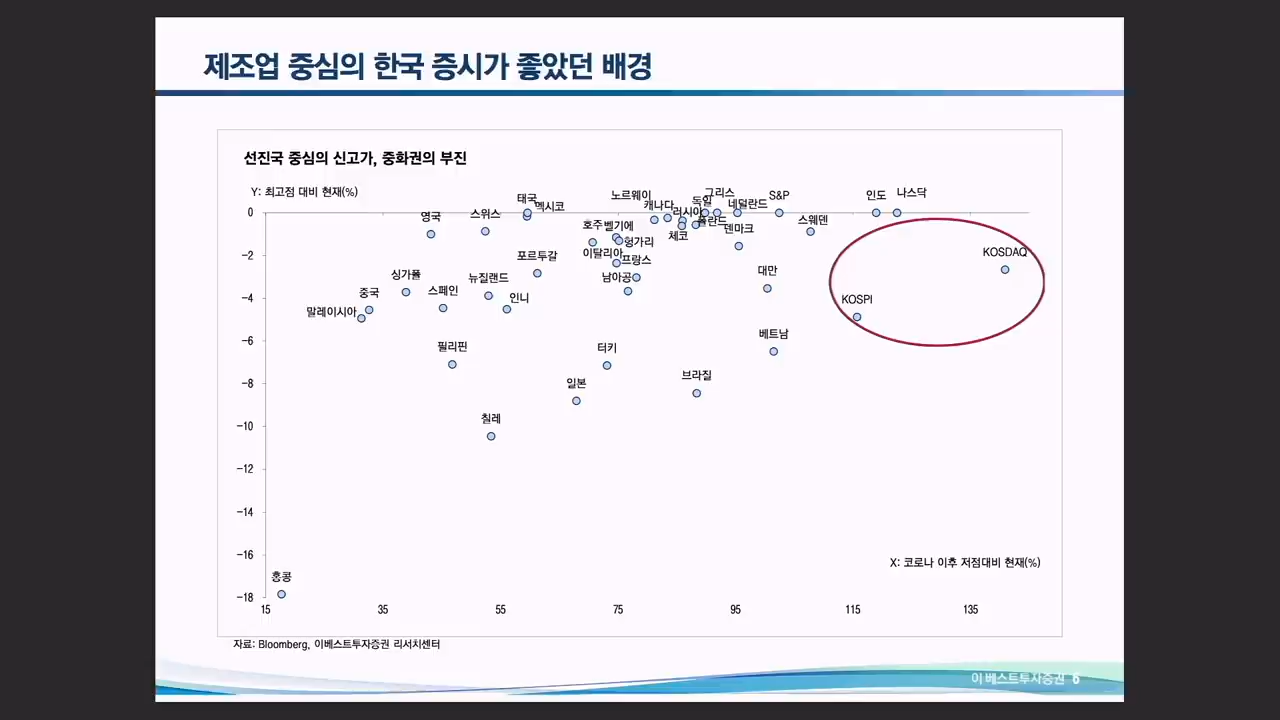 제조업 중심의 한국 증시가 좋았던 배경
선진국 중심의 신고가, 중화권의 부진
Y: 최고점 대비 현재(%)
노르웨이
그리스
S&P
인도
나스닥
태국
멕시코
캐나다
독일
네덜란드
러시아
0
영국
스위스
호주
벨기에
폴란드
스웨덴
체코
덴마크
헝가리
-2
이탈리아
포르투갈
프랑스
KOSDAQ
싱가폴
뉴질랜드
남아공
대만
중국
스페인
인니
-4
KOSPI
말레이시아
-6
베트남
필리핀
터키
브라질
일본
-8
칠레
-10
-12
-14
-16
X: 코로나 이후 저점대비 현재(%)
홍콩
-18
15
35
55
75
95
115
135
자료: Bloomberg, 이베스트투자증권 리서치센터
이베스트투자증권 6